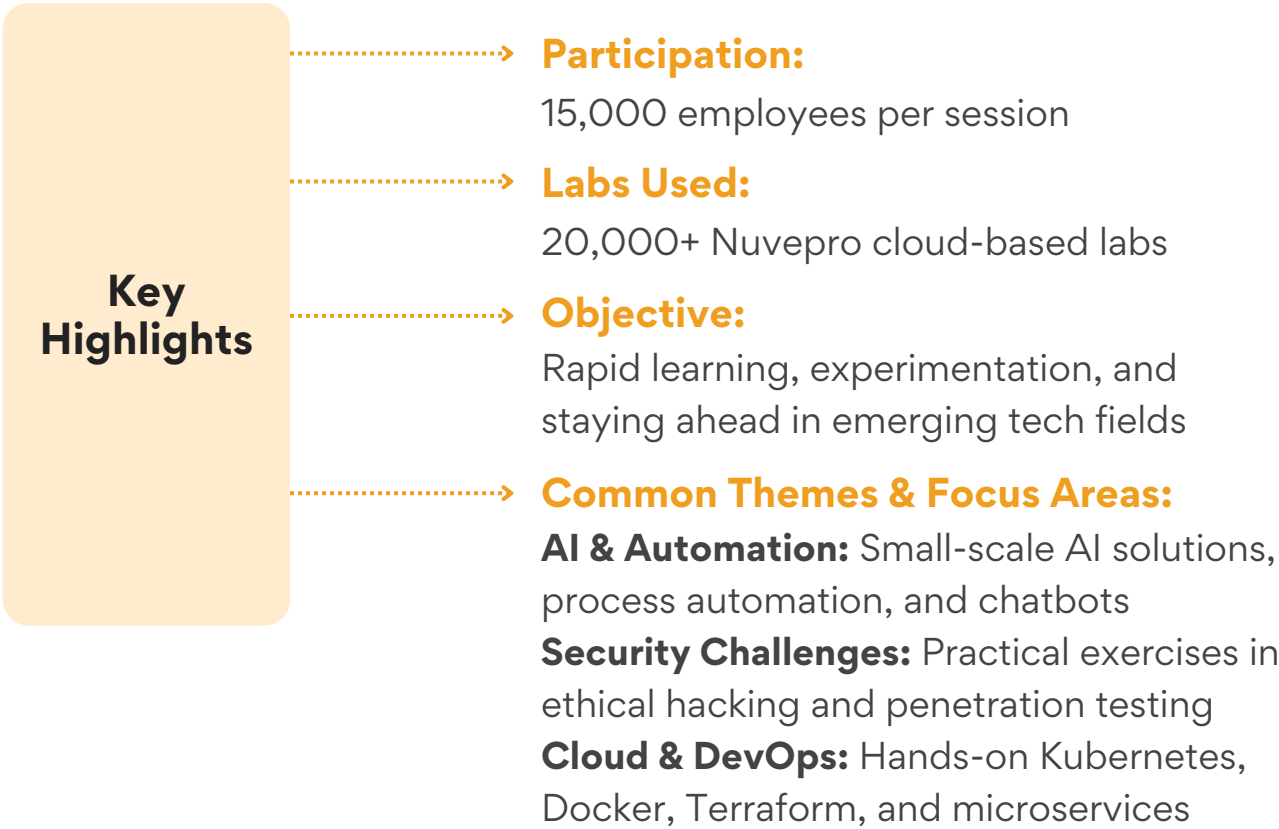 Key
Highlights
Participation:
15,000 employees per session
Labs Used:
20,000+ Nuvepro cloud-based labs
Objective:
Rapid learning, experimentation, and
staying ahead in emerging tech fields
Common Themes & Focus Areas:
AI & Automation: Small-scale AI solutions,
process automation, and chatbots
Security Challenges: Practical exercises in
ethical hacking and penetration testing
Cloud & DevOps: Hands-on Kubernetes,
Docker, Terraform, and microservices